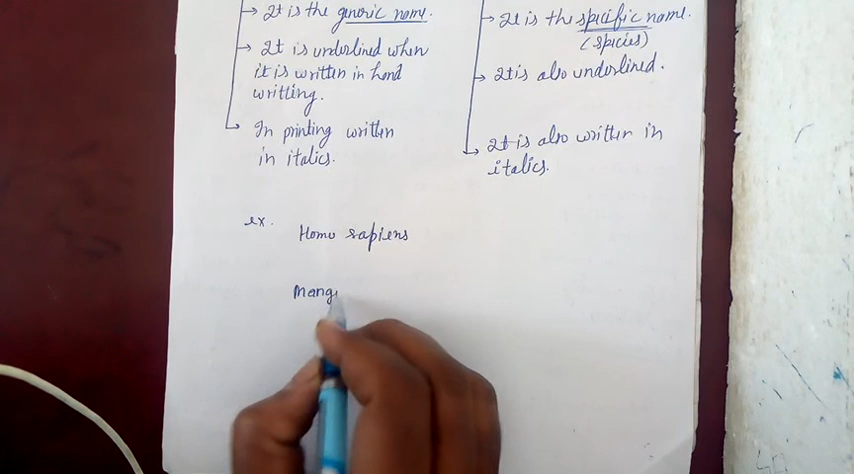 It is the generic name.
It is underlined when
it is written in hand
writting.
In printing written
in italics.
It is the specific name.
(species)
It is also underlined.
It is also written in
italics.
ex.
Homo sapiens
Mang